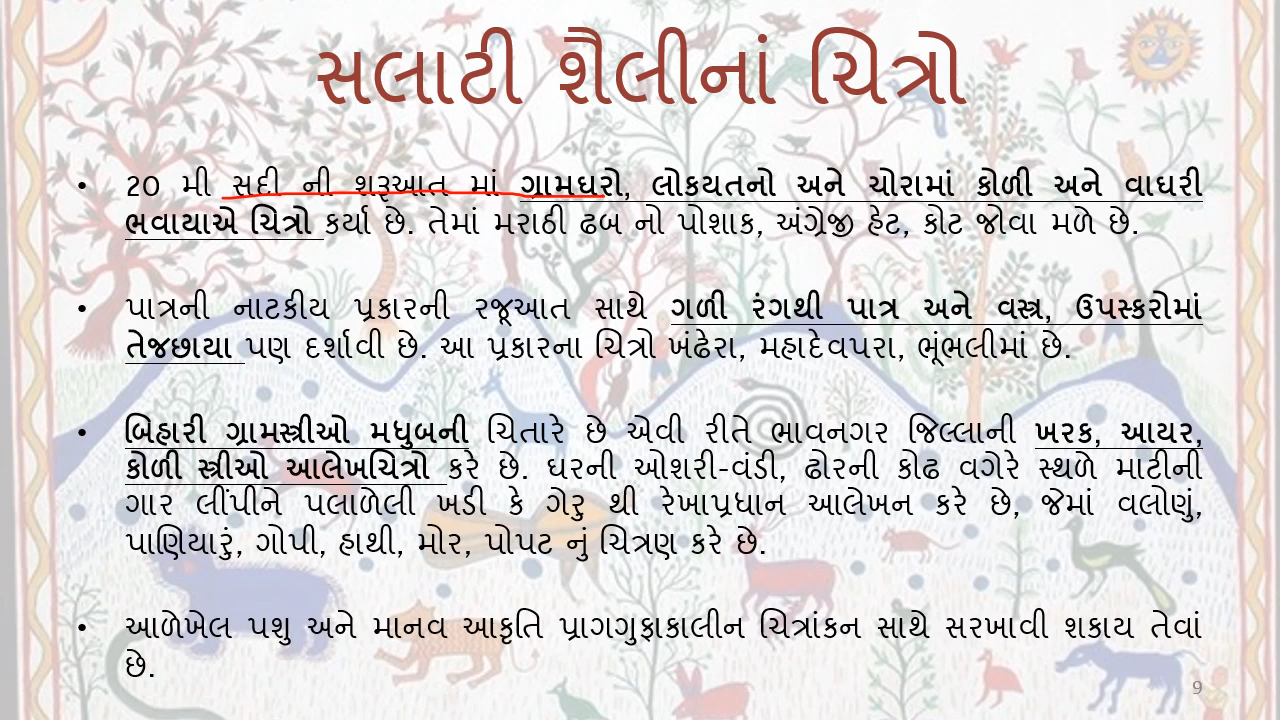 સલાટી શૈલીનાં ચિત્રો
• 20 મી સદી ની શરૂઆત માં ગ્રામઘરો, લોકયતનો અને ચોરામાં કોળી અને વાઘરી
ભવાયાએ ચિત્રો કર્યા છે. તેમાં મરાઠી ઢબ નો પોશાક, અંગ્રેજી હેટ, કોટ જોવા મળે છે.
• પાત્રની નાટકીય પ્રકારની રજૂઆત સાથે ગળી રંગથી પાત્ર અને વસ્ત્ર, ઉપસ્કરોમાં
તેજછાયા પણ દર્શાવી છે. આ પ્રકારના ચિત્રો ખંઢેરા, મહાદેવપરા, ભૂંભલીમાં છે.
• બિહારી ગ્રામસ્ત્રીઓ મધુબની ચિતારે છે એવી રીતે ભાવનગર જિલ્લાની ખરક, આયર,
કોળી સ્ત્રીઓ આલેખચિત્રો કરે છે. ઘરની ઓશરી-વંડી, ઢોરની કોઢ વગેરે સ્થળે માટીની
ગાર લીંપીને પલાળેલી ખડી કે ગેરુ થી રેખાપ્રધાન આલેખન કરે છે, જેમાં વલોણું,
પાણિયારું, ગોપી, હાથી, મોર, પોપટ નું ચિત્રણ કરે છે.
• આળેખેલ પશુ અને માનવ આકૃતિ પ્રાગગુફાકાલીન ચિત્રાંકન સાથે સરખાવી શકાય તેવાં
છે.
9